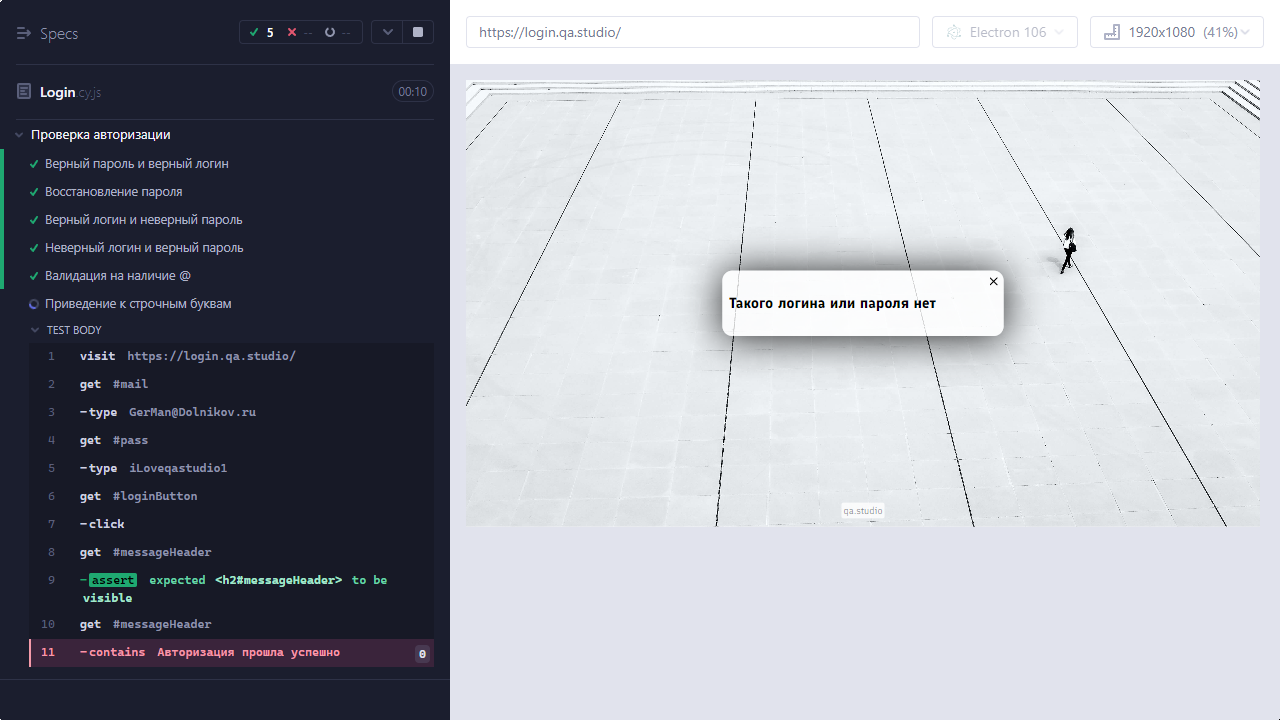 Specs
5
--
--
Login.cy.js
00:10
Проверка авторизации
Верный пароль и верный логин
Восстановление пароля
Верный логин и неверный пароль
Неверный логин и верный пароль
Валидация на наличие @
Приведение к строчным буквам
TEST BODY
1 visit https://login.qa.studio/
2 get #mail
3 -type GerMan@Dolnikov.ru
4 get #pass
5 -type iLoveqastudio1
6 get #loginButton
7 -click
8 get #messageHeader
9 -assert expected <h2#messageHeader> to be
visible
10 get #messageHeader
11 -contains Авторизация прошла успешно 0
https://login.qa.studio/
Electron 106
1920x1080 (41%)
Такого логина или пароля нет
qa.studio